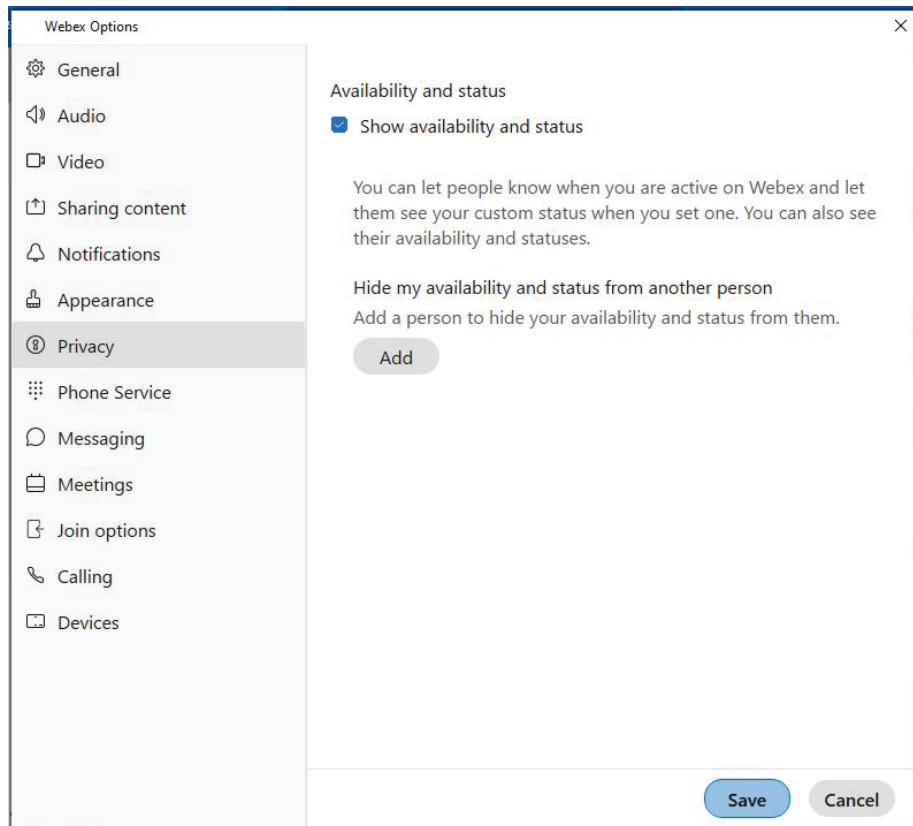 Webex Options
General
Audio
Video
Sharing content
Notifications
Appearance
Privacy
Phone Service
Messaging
Meetings
Join options
Calling
Devices
Availability and status
Show availability and status
You can let people know when you are active on Webex and let
them see your custom status when you set one. You can also see
their availability and statuses.
Hide my availability and status from another person
Add a person to hide your availability and status from them.
Add
Save
Cancel